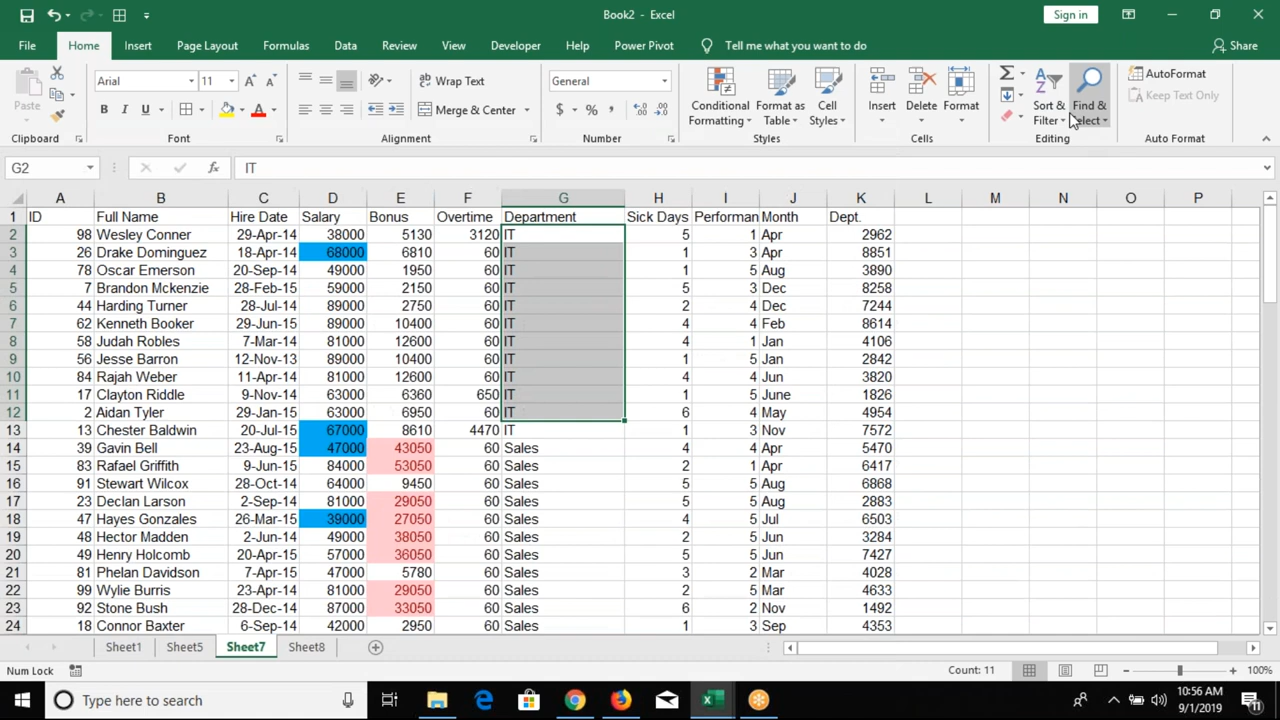 Book2 - Excel
Sign in
File Home Insert Page Layout Formulas Data Review View Developer Help Power Pivot Tell me what you want to do Share
Paste
Arial 11
Wrap Text
General
Conditional Formatting
Format as Table
Cell Styles
Insert
Delete
Format
Sort & Filter
Find & Select
AutoFormat
B I U
Merge & Center
$ % ,
Keep Text Only
Clipboard Font Alignment Number Styles Cells Editing Auto Format
G2 fx IT
A B C D E F G H I J K L M N O P
1 ID Full Name Hire Date Salary Bonus Overtime Department Sick Days Performan Month Dept.
2 98 Wesley Conner 29-Apr-14 38000 5130 3120 IT 5 1 Apr 2962
3 26 Drake Dominguez 18-Apr-14 68000 6810 60 IT 1 3 Apr 8851
4 78 Oscar Emerson 20-Sep-14 49000 1950 60 IT 1 5 Aug 3890
5 7 Brandon Mckenzie 28-Feb-15 59000 2150 60 IT 5 3 Dec 8258
6 44 Harding Turner 28-Jul-14 89000 2750 60 IT 2 4 Dec 7244
7 62 Kenneth Booker 29-Jun-15 89000 10400 60 IT 4 4 Feb 8614
8 58 Judah Robles 7-Mar-14 81000 12600 60 IT 4 1 Jan 4106
9 56 Jesse Barron 12-Nov-13 89000 10400 60 IT 1 5 Jan 2842
10 84 Rajah Weber 11-Apr-14 81000 12600 60 IT 4 4 Jun 3820
11 17 Clayton Riddle 9-Nov-14 63000 6360 650 IT 1 5 June 1826
12 2 Aidan Tyler 29-Jan-15 63000 6950 60 IT 6 4 May 4954
13 13 Chester Baldwin 20-Jul-15 67000 8610 4470 IT 1 3 Nov 7572
14 39 Gavin Bell 23-Aug-15 47000 43050 60 Sales 4 4 Apr 5470
15 83 Rafael Griffith 9-Jun-15 84000 53050 60 Sales 2 1 Apr 6417
16 91 Stewart Wilcox 28-Oct-14 64000 9450 60 Sales 5 5 Aug 6868
17 23 Declan Larson 2-Sep-14 81000 29050 60 Sales 5 5 Aug 2883
18 47 Hayes Gonzales 26-Mar-15 39000 27050 60 Sales 4 5 Jul 6503
19 48 Hector Madden 2-Jun-14 49000 38050 60 Sales 2 5 Jun 3284
20 49 Henry Holcomb 20-Apr-15 57000 36050 60 Sales 5 5 Jun 7427
21 81 Phelan Davidson 7-Apr-15 47000 5780 60 Sales 3 2 Mar 4028
22 99 Wylie Burris 23-Apr-14 81000 29050 60 Sales 2 5 Mar 4633
23 92 Stone Bush 28-Dec-14 87000 33050 60 Sales 6 2 Nov 1492
24 18 Connor Baxter 6-Sep-14 42000 2950 60 Sales 1 3 Sep 4353
Sheet1 Sheet5 Sheet7 Sheet8
Num Lock Count: 11 100%
Type here to search
10:56 AM
9/1/2019
11